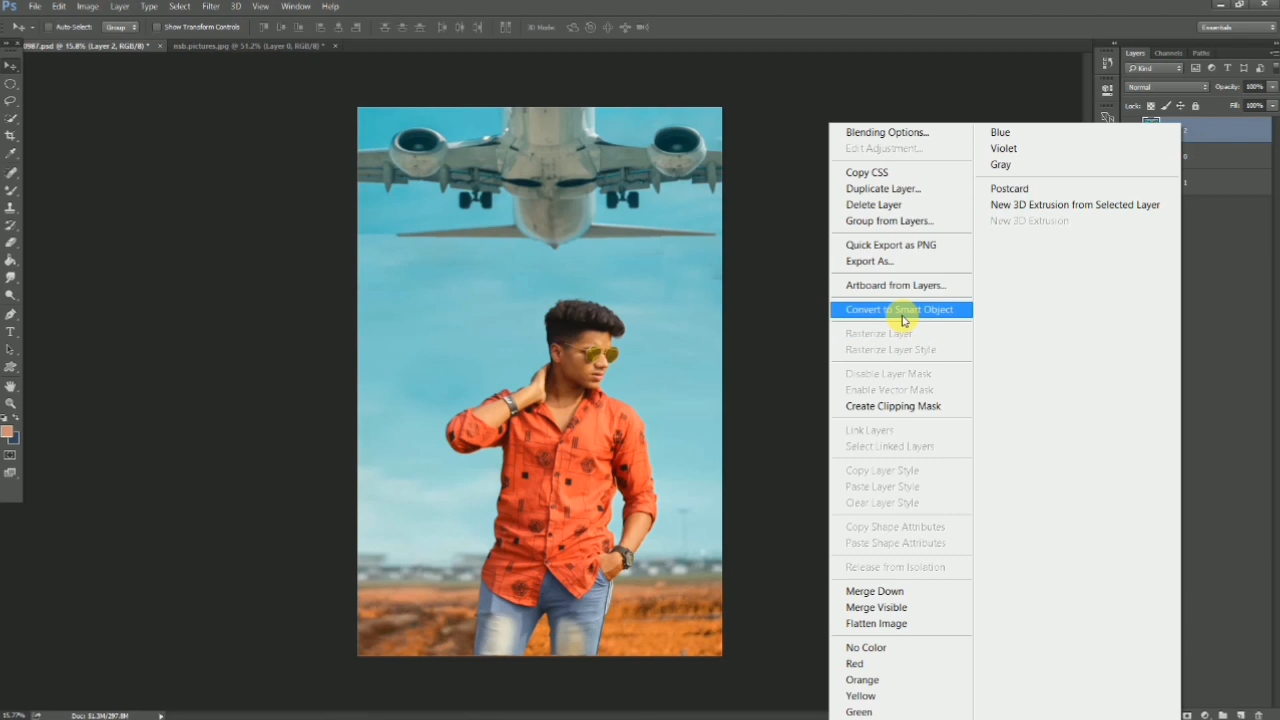 Ps File Edit Image Layer Type Select Filter 3D View Window Help
Auto-Select: Group Show Transform Controls 3D Mode: Essentials
0987.psd @ 15.8% (Layer 2, RGB/8) * × nsb.pictures.jpg @ 51.2% (Layer 0, RGB/8) * ×
Layers Channels Paths
Kind
Normal Opacity: 100%
Lock: Fill: 100%
Blending Options...
Edit Adjustment...
Copy CSS
Duplicate Layer...
Delete Layer
Group from Layers...
Quick Export as PNG
Export As...
Artboard from Layers...
Convert to Smart Object
Rasterize Layer
Rasterize Layer Style
Disable Layer Mask
Enable Vector Mask
Create Clipping Mask
Link Layers
Select Linked Layers
Copy Layer Style
Paste Layer Style
Clear Layer Style
Copy Shape Attributes
Paste Shape Attributes
Release from Isolation
Merge Down
Merge Visible
Flatten Image
No Color
Red
Orange
Yellow
Green
Blue
Violet
Gray
Postcard
New 3D Extrusion from Selected Layer
New 3D Extrusion
2
0
1
15.77% Doc: 51.3M/297.8M